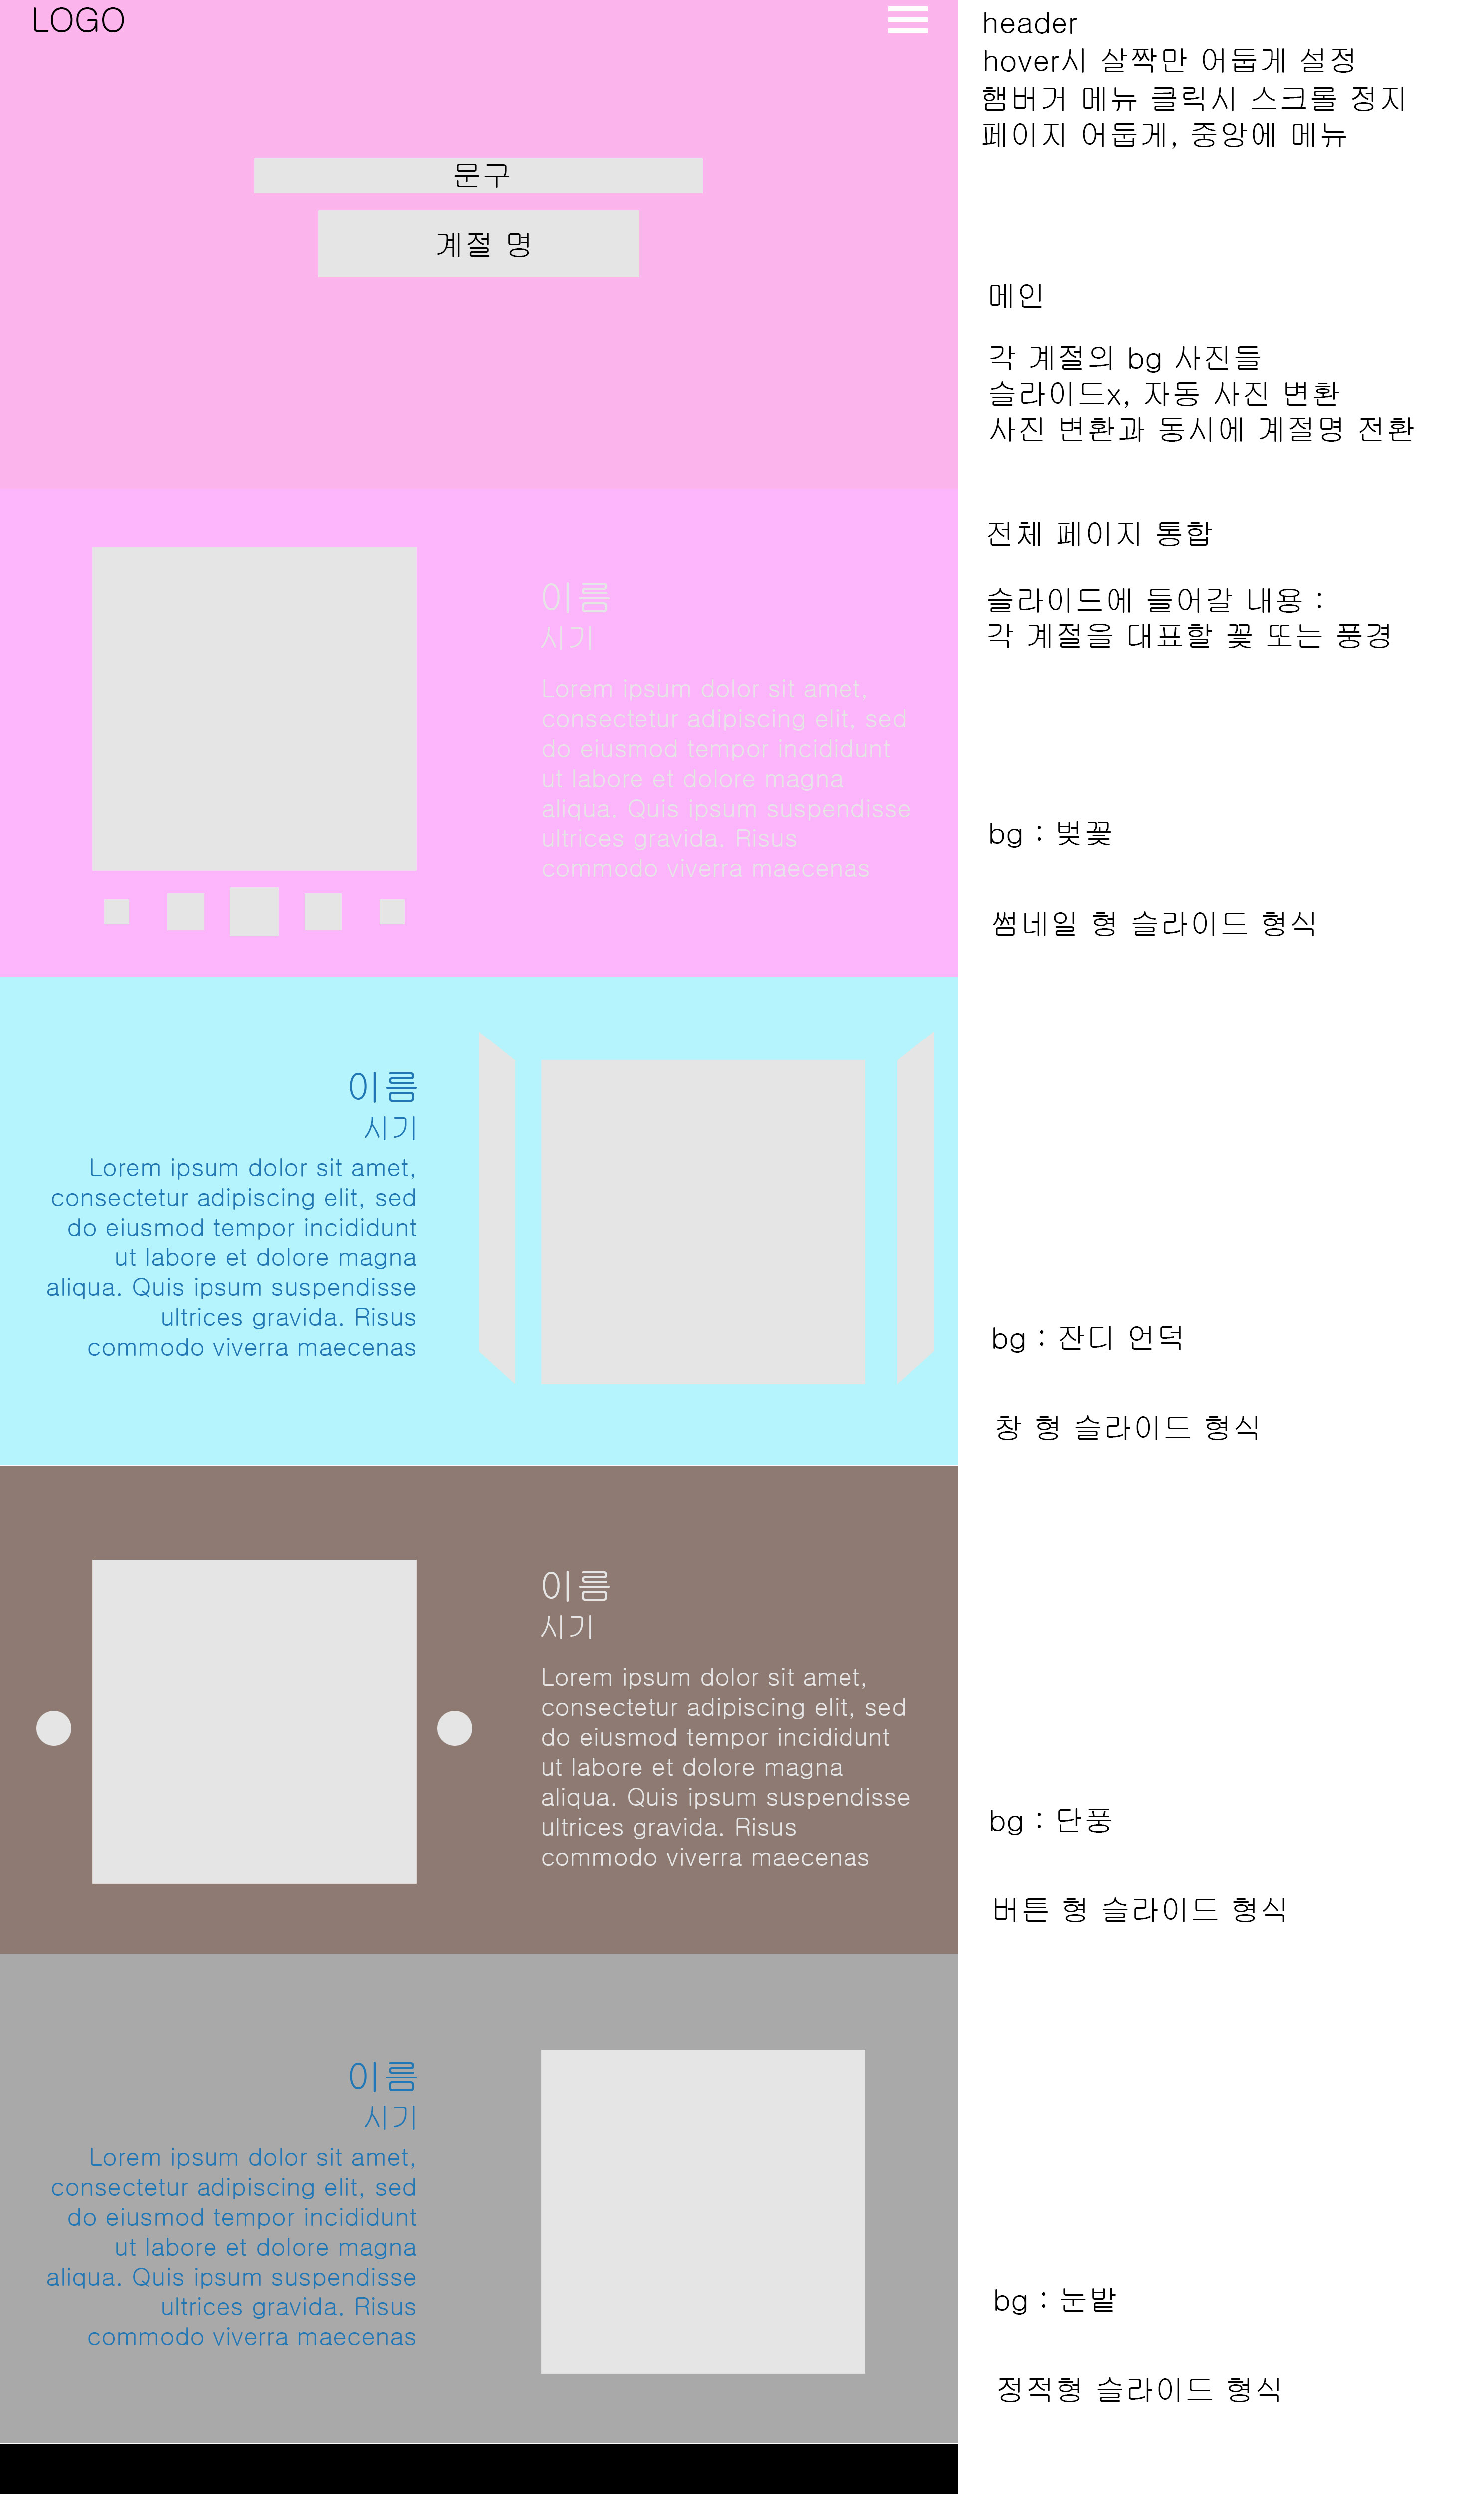 LOGO
header
hover시 살짝만 어둡게 설정
햄버거 메뉴 클릭시 스크롤 정지
페이지 어둡게, 중앙에 메뉴
문구
계절 명
메인
각 계절의 bg 사진들
슬라이드x, 자동 사진 변환
사진 변환과 동시에 계절명 전환
전체 페이지 통합
슬라이드에 들어갈 내용 :
각 계절을 대표할 꽃 또는 풍경
이름
시기
Lorem ipsum dolor sit amet,
consectetur adipiscing elit, sed
do eiusmod tempor incididunt
ut labore et dolore magna
aliqua. Quis ipsum suspendisse
ultrices gravida. Risus
commodo viverra maecenas
bg : 벚꽃
썸네일 형 슬라이드 형식
이름
시기
Lorem ipsum dolor sit amet,
consectetur adipiscing elit, sed
do eiusmod tempor incididunt
ut labore et dolore magna
aliqua. Quis ipsum suspendisse
ultrices gravida. Risus
commodo viverra maecenas
bg : 잔디 언덕
창 형 슬라이드 형식
이름
시기
Lorem ipsum dolor sit amet,
consectetur adipiscing elit, sed
do eiusmod tempor incididunt
ut labore et dolore magna
aliqua. Quis ipsum suspendisse
ultrices gravida. Risus
commodo viverra maecenas
bg : 단풍
버튼 형 슬라이드 형식
이름
시기
Lorem ipsum dolor sit amet,
consectetur adipiscing elit, sed
do eiusmod tempor incididunt
ut labore et dolore magna
aliqua. Quis ipsum suspendisse
ultrices gravida. Risus
commodo viverra maecenas
bg : 눈밭
정적형 슬라이드 형식